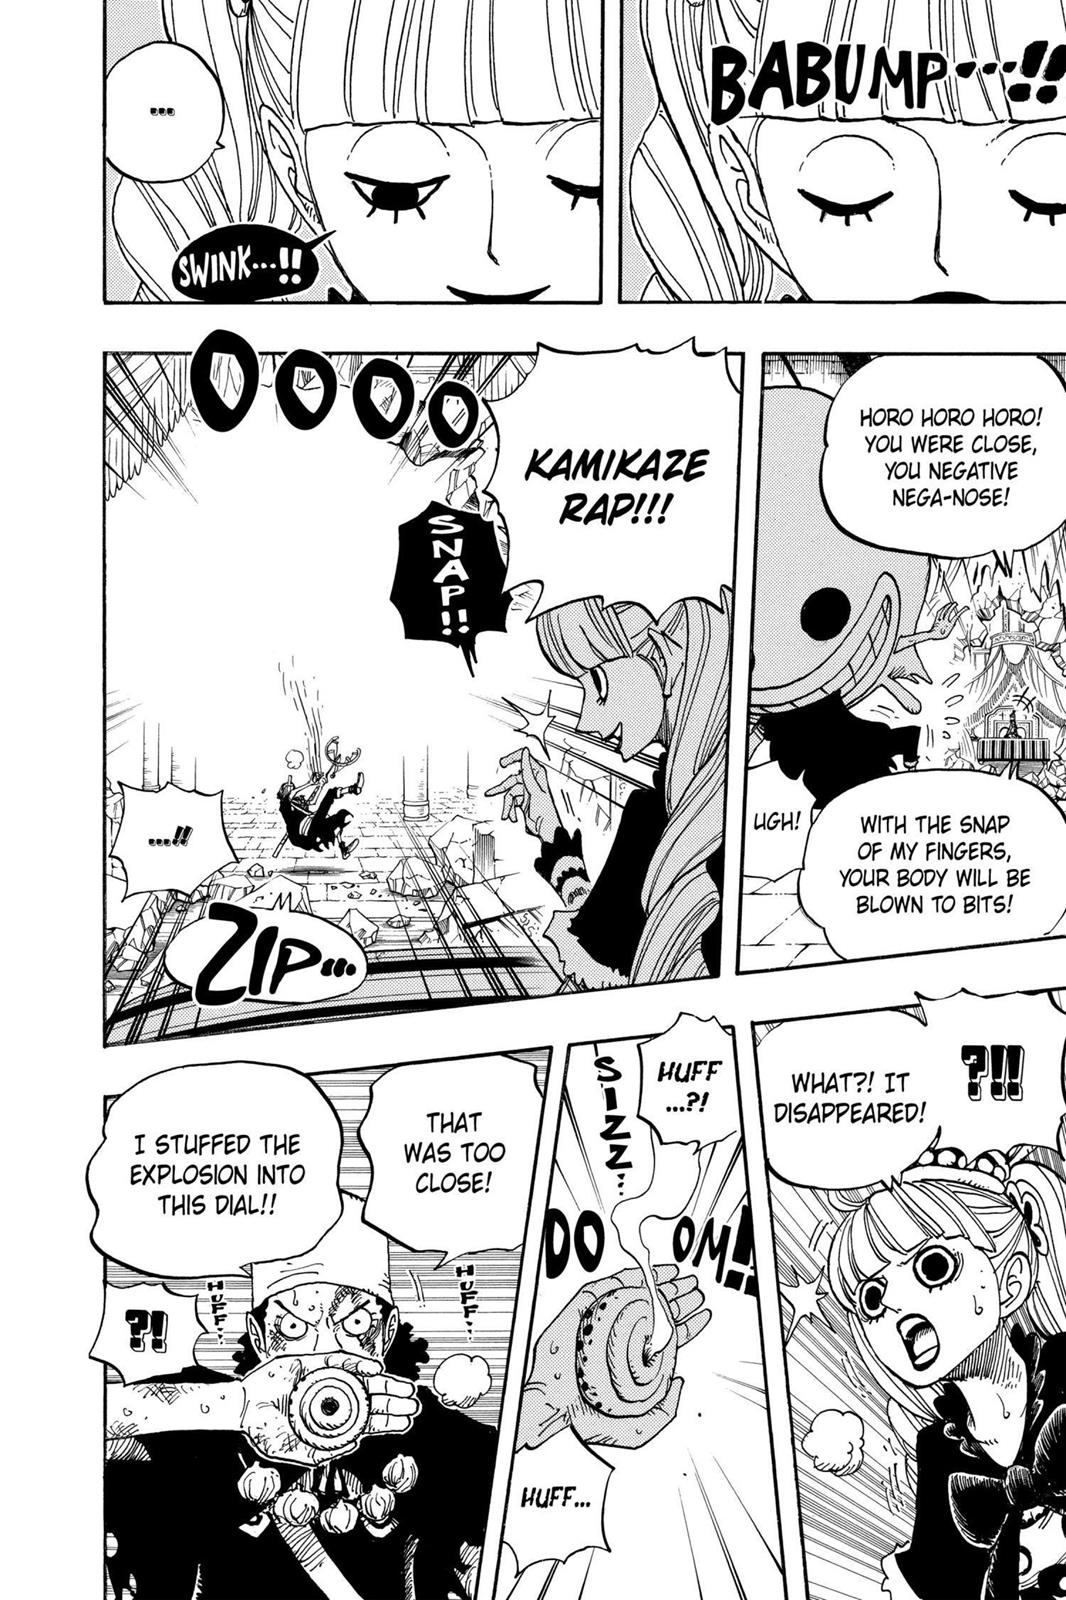 BABUMP...!!
...
SWINK...!!
HORO HORO HORO!
YOU WERE CLOSE,
YOU NEGATIVE
NEGA-NOSE!
UGH!
WITH THE SNAP
OF MY FINGERS,
YOUR BODY WILL BE
BLOWN TO BITS!
KAMIKAZE
RAP!!!
SNAP!!
OOOO
....!!
ZIP...
?!!
WHAT?! IT
DISAPPEARED!
HUFF
...?!
SIZZ...
DOOM!!
HUFF...
THAT
WAS TOO
CLOSE!
I STUFFED THE
EXPLOSION INTO
THIS DIAL!!
HUFF...
HUFF...
?!